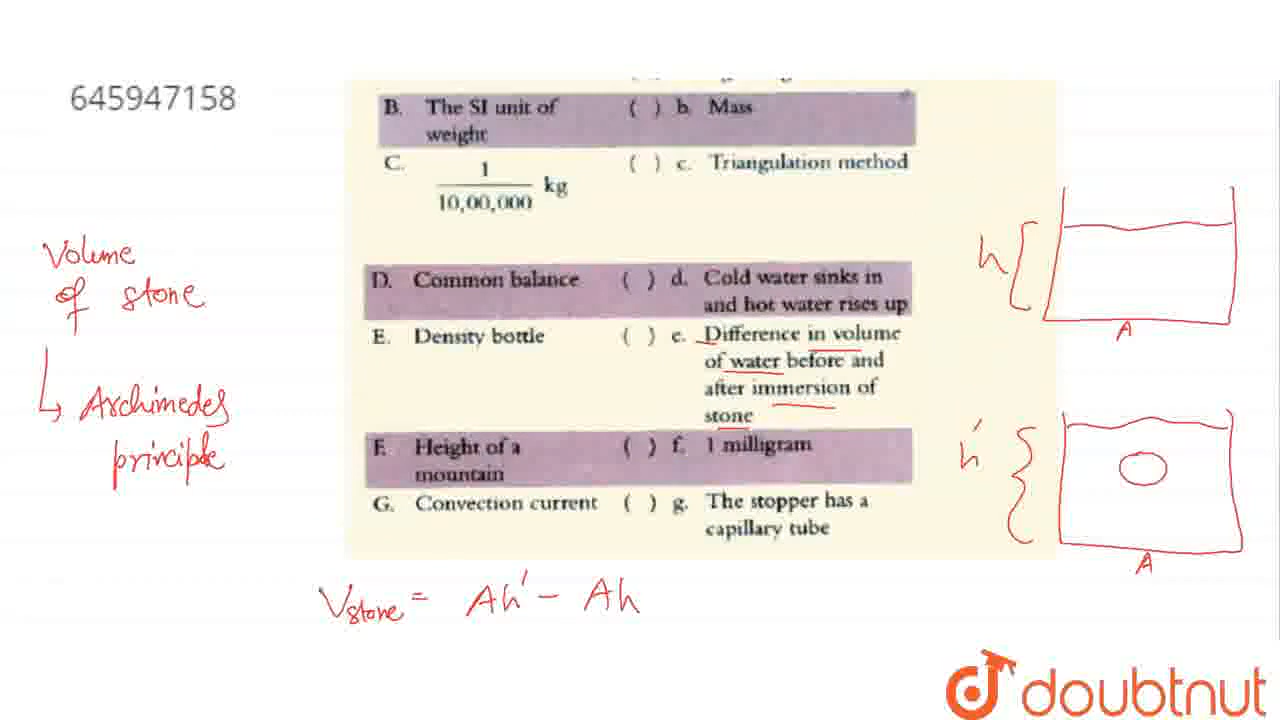 645947158
B. The SI unit of weight ( ) b. Mass
C. 1/10,00,000 kg ( ) c. Triangulation method
D. Common balance ( ) d. Cold water sinks in and hot water rises up
E. Density bottle ( ) e. Difference in volume of water before and after immersion of stone
F. Height of a mountain ( ) f. 1 milligram
G. Convection current ( ) g. The stopper has a capillary tube
Volume
of stone
↳ Archimedes
principle
h
A
h'
A
Vstone = Ah' - Ah
doubtnut